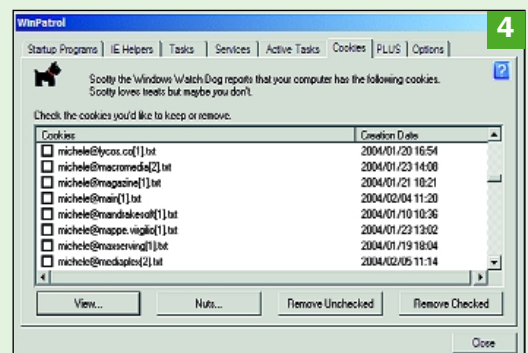 WinPatrol
4
Startup Programs IE Helpers Tasks Services Active Tasks Cookies PLUS Options
?
Scotty the Windows Watch Dog reports that your computer has the following cookies.
Scotty loves treats but maybe you don't.
Check the cookies you'd like to keep or remove.
Cookies Creation Date
michele@lycos.co[1].txt 2004/01/20 16:54
michele@macromedia[2].txt 2004/01/23 14:08
michele@magazine[1].txt 2004/01/21 18:21
michele@main[1].txt 2004/02/04 11:20
michele@mandrakesoft[1].txt 2004/01/10 10:36
michele@mappe.virgilio[1].txt 2004/01/23 13:02
michele@maxserving[1].txt 2004/01/19 18:04
michele@mediaplex[2].txt 2004/02/05 11:14
View... Nuts... Remove Unchecked Remove Checked
Close